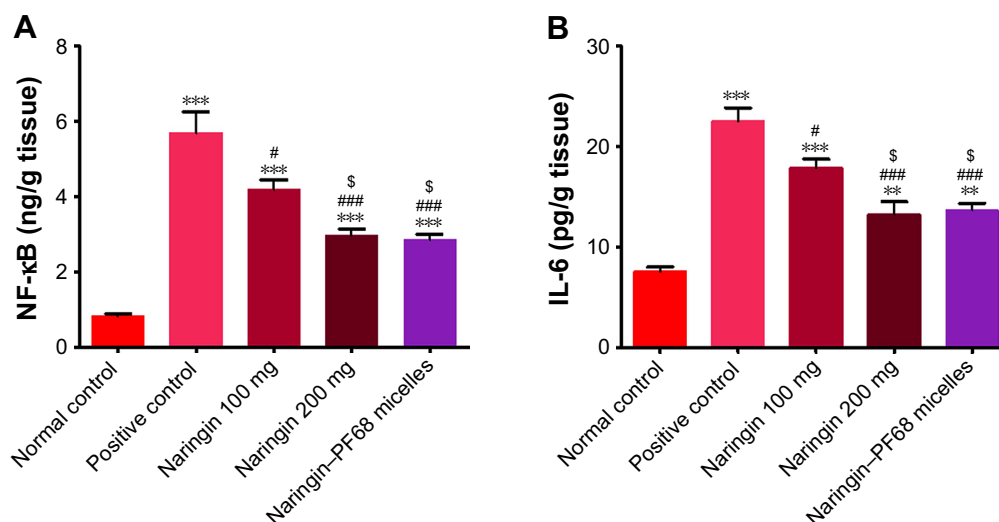 A
NF-κB (ng/g tissue)
8
6
4
2
0
***
#
***
$
###
***
$
###
***
Normal control
Positive control
Naringin 100 mg
Naringin 200 mg
Naringin–PF68 micelles
B
IL-6 (pg/g tissue)
30
20
10
0
***
#
***
$
###
**
$
###
**
Normal control
Positive control
Naringin 100 mg
Naringin 200 mg
Naringin–PF68 micelles